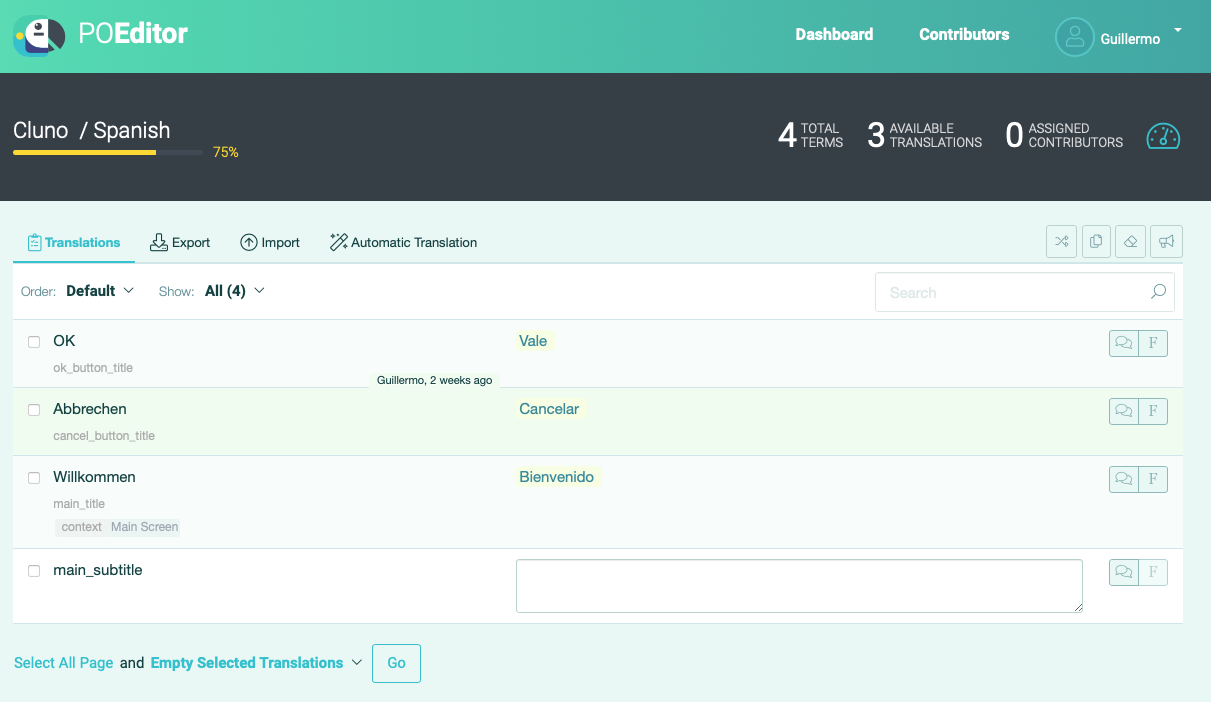 POEditor
Dashboard
Contributors
Guillermo
Cluno / Spanish
75%
4 TOTAL TERMS
3 AVAILABLE TRANSLATIONS
0 ASSIGNED CONTRIBUTORS
Translations
Export
Import
Automatic Translation
Order: Default
Show: All (4)
Search
OK
Vale
F
ok_button_title
Guillermo, 2 weeks ago
Abbrechen
Cancelar
F
cancel_button_title
Willkommen
Bienvenido
F
main_title
context Main Screen
main_subtitle
F
Select All Page and Empty Selected Translations
Go